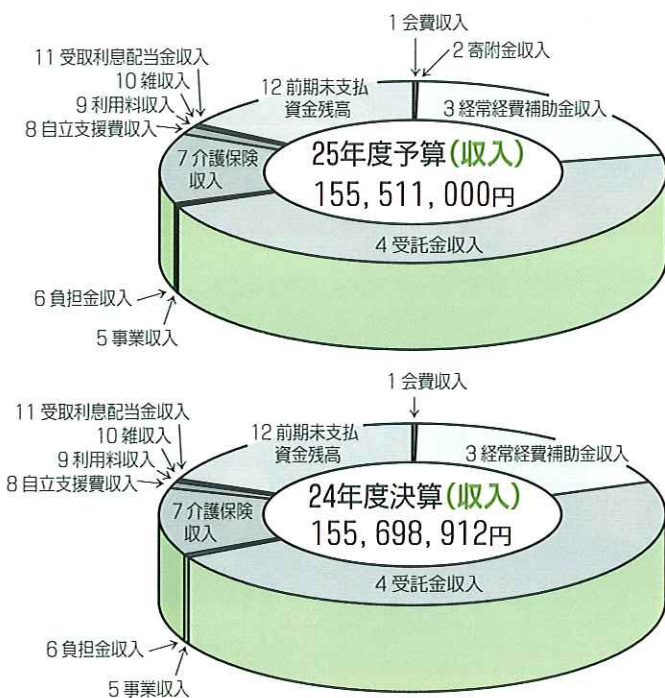 1 会費収入
2 寄附金収入
11 受取利息配当金収入
10 雑収入
9 利用料収入
8 自立支援費収入
12 前期未支払
資金残高
3 経常経費補助金収入
7 介護保険
収入
25年度予算(収入)
155,511,000円
4 受託金収入
6 負担金収入
5 事業収入
1 会費収入
11 受取利息配当金収入
10 雑収入
9 利用料収入
8 自立支援費収入
12 前期未支払
資金残高
3 経常経費補助金収入
7 介護保険
収入
24年度決算(収入)
155,698,912円
4 受託金収入
6 負担金収入
5 事業収入